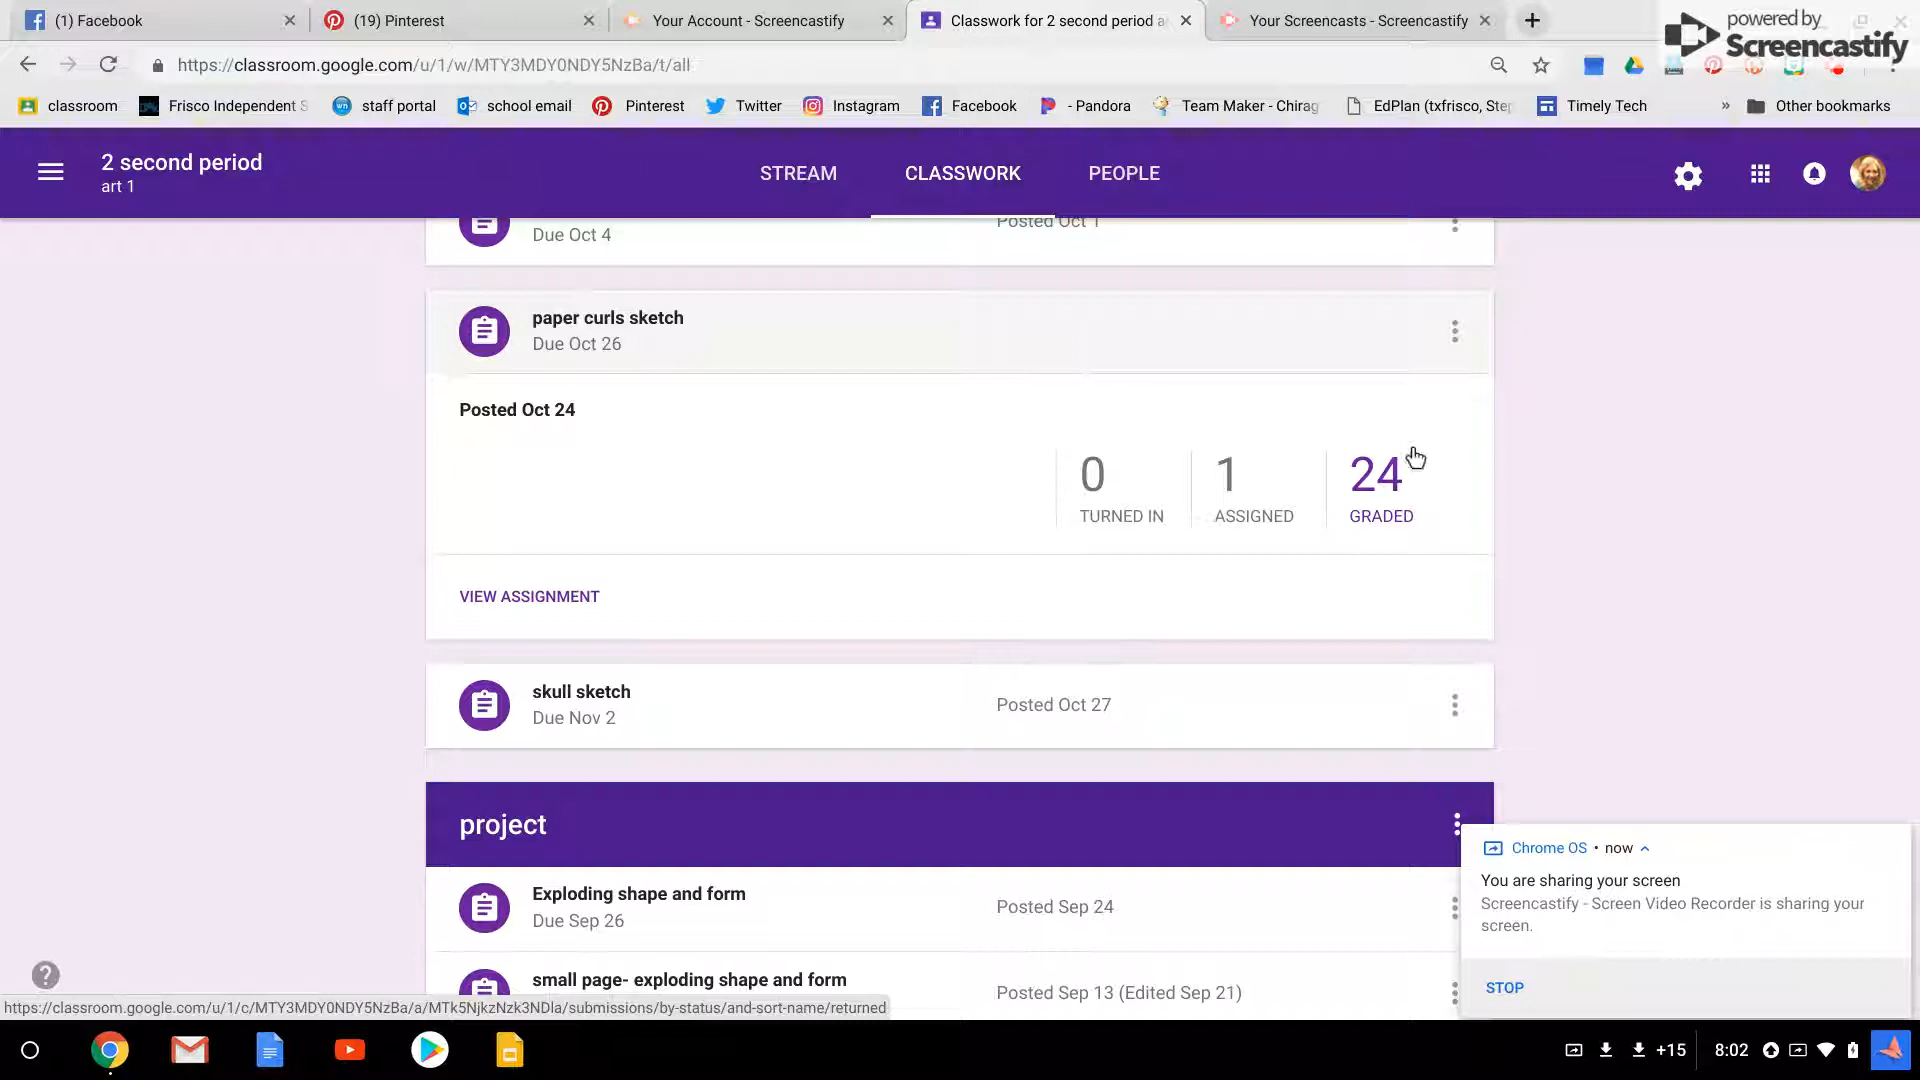 (1) Facebook
(19) Pinterest
Your Account - Screencastify
Classwork for 2 second period a
Your Screencasts - Screencastify
powered by
Screencastify
https://classroom.google.com/u/1/w/MTY3MDY0NDY5NzBa/t/all
classroom
Frisco Independent S
staff portal
school email
Pinterest
Twitter
Instagram
Facebook
- Pandora
Team Maker - Chirag
EdPlan (txfrisco, Step
Timely Tech
»
Other bookmarks
2 second period
art 1
STREAM
CLASSWORK
PEOPLE
Due Oct 4
Posted Oct 1
paper curls sketch
Due Oct 26
Posted Oct 24
0
TURNED IN
1
ASSIGNED
24
GRADED
VIEW ASSIGNMENT
skull sketch
Due Nov 2
Posted Oct 27
project
Exploding shape and form
Due Sep 26
Posted Sep 24
small page- exploding shape and form
Posted Sep 13 (Edited Sep 21)
Chrome OS • now
You are sharing your screen
Screencastify - Screen Video Recorder is sharing your
screen.
STOP
?
https://classroom.google.com/u/1/c/MTY3MDY0NDY5NzBa/a/MTk5NjkzNzk3NDla/submissions/by-status/and-sort-name/returned
+15
8:02